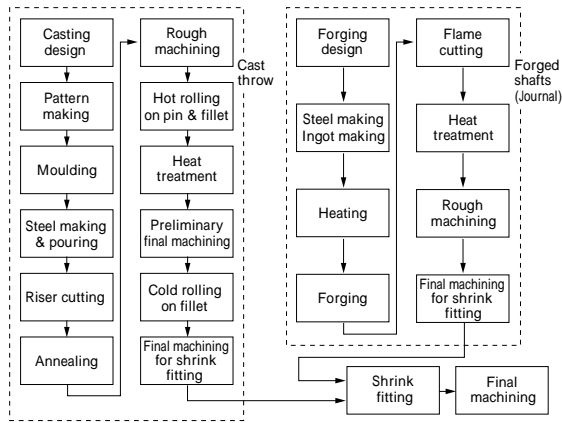 Casting
design
Pattern
making
Moulding
Steel making
& pouring
Riser cutting
Annealing
Rough
machining
Hot rolling
on pin & fillet
Heat
treatment
Preliminary
final machining
Cold rolling
on fillet
Final machining
for shrink
fitting
Cast
throw
Forging
design
Steel making
Ingot making
Heating
Forging
Flame
cutting
Heat
treatment
Rough
machining
Final machining
for shrink
fitting
Forged
shafts
(Journal)
Shrink
fitting
Final
machining